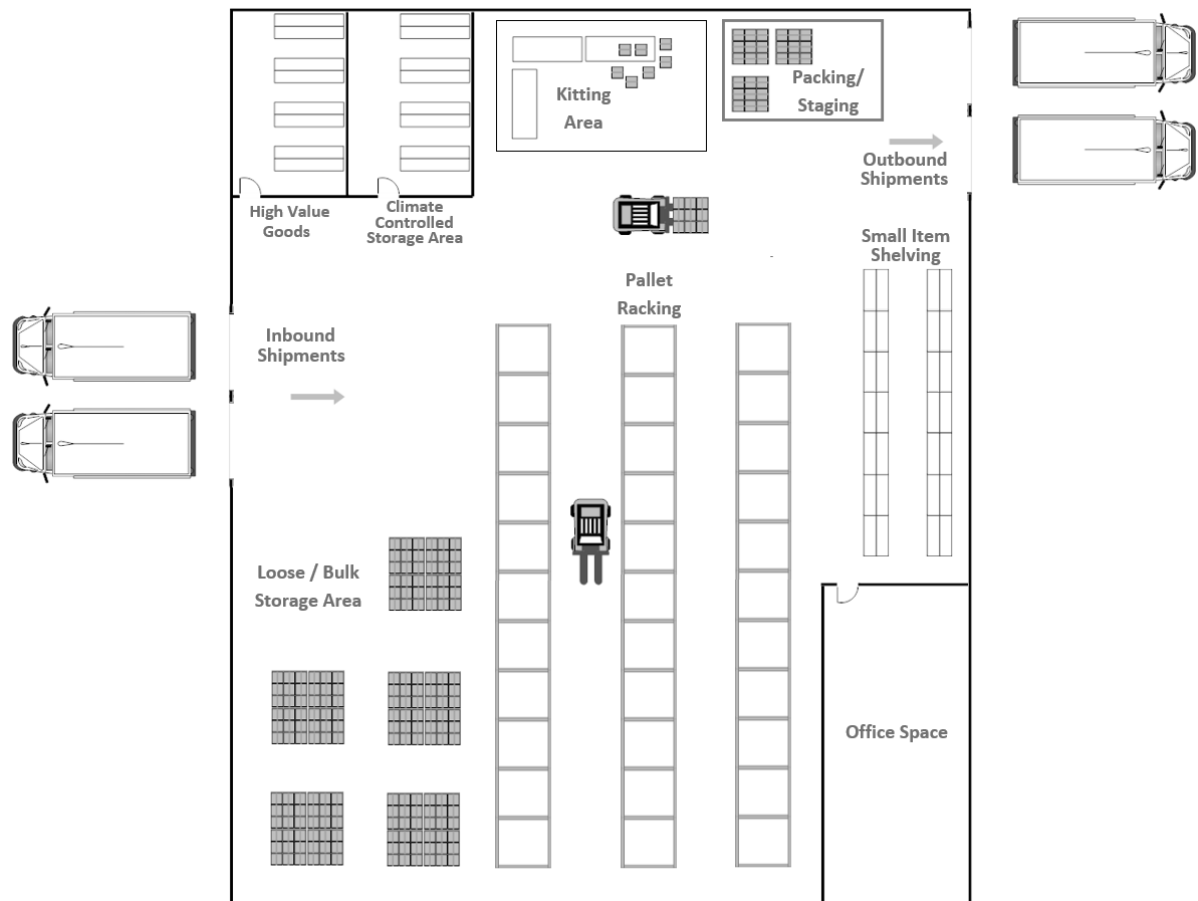 Kitting
Area
Packing/
Staging
Outbound
Shipments
High Value
Goods
Climate
Controlled
Storage Area
Small Item
Shelving
Pallet
Racking
Inbound
Shipments
Loose / Bulk
Storage Area
Office Space